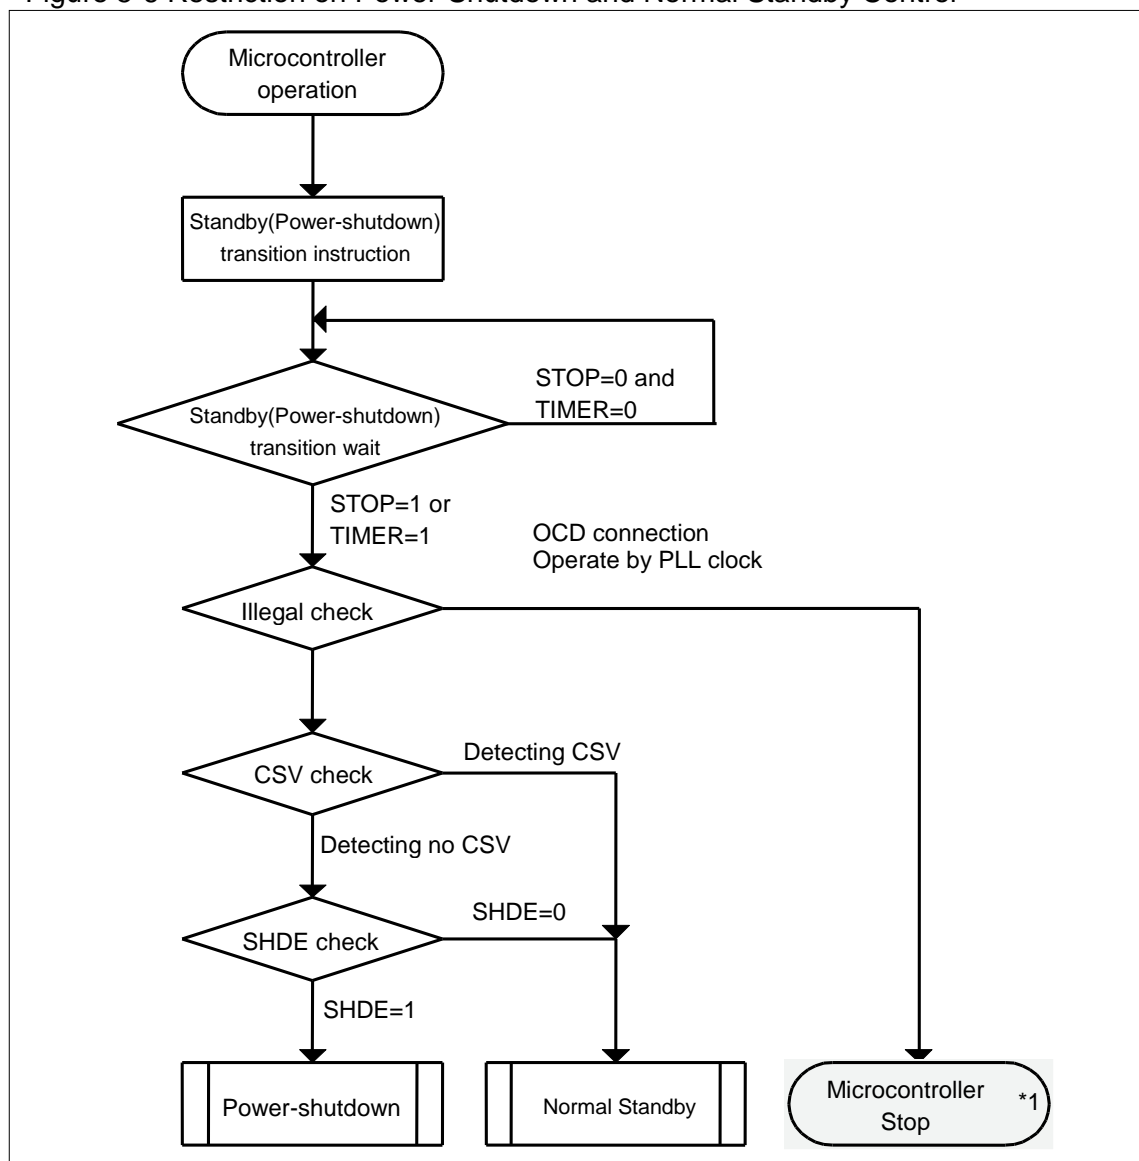 Microcontroller
operation
Standby(Power-shutdown)
transition instruction
STOP=0 and
TIMER=0
Standby(Power-shutdown)
transition wait
STOP=1 or
TIMER=1
OCD connection
Operate by PLL clock
Illegal check
Detecting CSV
CSV check
Detecting no CSV
SHDE=0
SHDE check
SHDE=1
Power-shutdown
Normal Standby
Microcontroller
Stop
*1